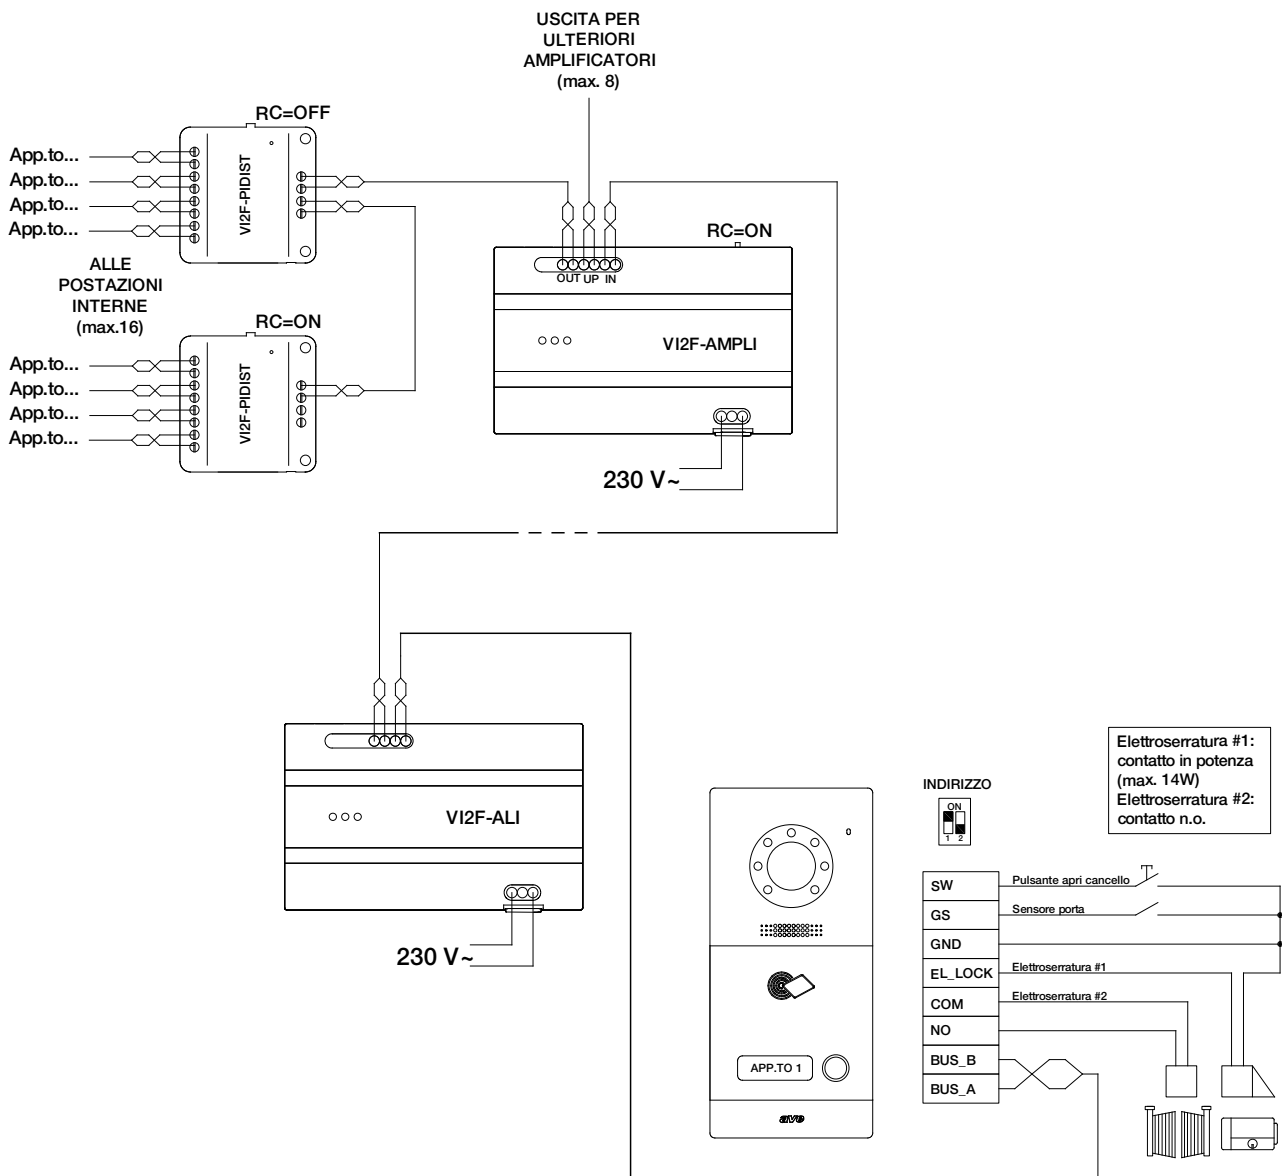 USCITA PER
ULTERIORI
AMPLIFICATORI
(max. 8)
RC=OFF
App.to...
App.to...
App.to...
App.to...
VI2F-PIDIST
ALLE
POSTAZIONI
INTERNE
(max.16)
RC=ON
App.to...
App.to...
App.to...
App.to...
VI2F-PIDIST
RC=ON
OUT UP IN
VI2F-AMPLI
230 V~
VI2F-ALI
230 V~
Elettroserratura #1:
contatto in potenza
(max. 14W)
Elettroserratura #2:
contatto n.o.
INDIRIZZO
ON
1 2
SW Pulsante apri cancello
GS Sensore porta
GND
EL_LOCK Elettroserratura #1
COM Elettroserratura #2
NO
BUS_B
BUS_A
APP.TO 1
ave